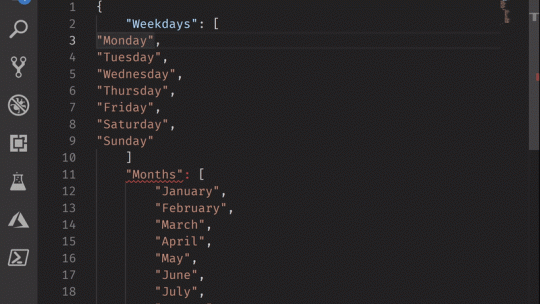 1 {
2 "Weekdays": [
3 "Monday",
4 "Tuesday",
5 "Wednesday",
6 "Thursday",
7 "Friday",
8 "Saturday",
9 "Sunday"
10 ]
11 "Months": [
12 "January",
13 "February",
14 "March",
15 "April",
16 "May",
17 "June",
18 "July",